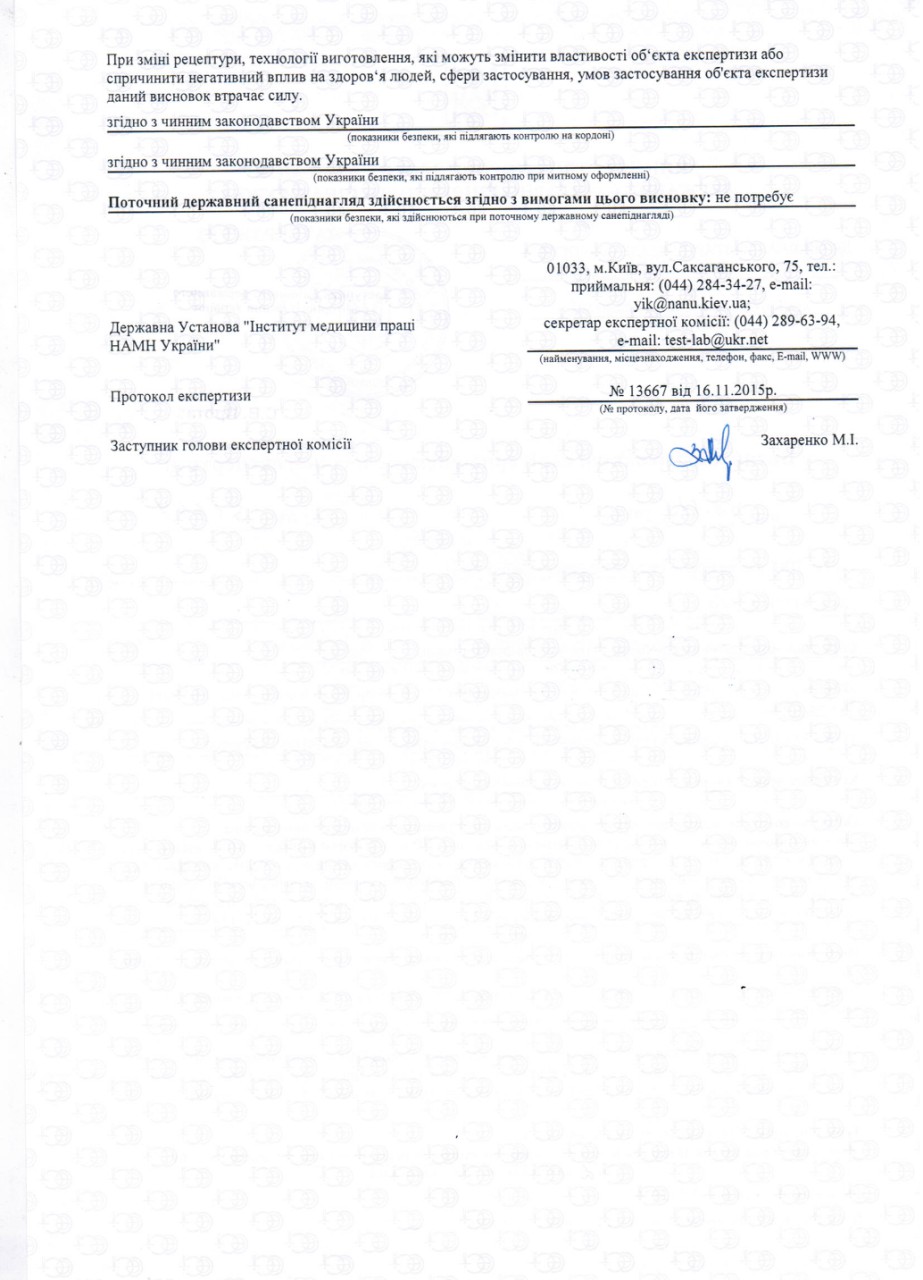 При зміні рецептури, технології виготовлення, які можуть змінити властивості об‘єкта експертизи або
спричинити негативний вплив на здоров‘я людей, сфери застосування, умов застосування об'єкта експертизи
даний висновок втрачає силу.
згідно з чинним законодавством України
(показники безпеки, які підлягають контролю на кордоні)
згідно з чинним законодавством України
(показники безпеки, які підлягають контролю при митному оформленні)
Поточний державний санепіднагляд здійснюється згідно з вимогами цього висновку: не потребує
(показники безпеки, які здійснюються при поточному державному санепіднагляді)
Державна Установа "Інститут медицини праці
НАМН України"
01033, м.Київ, вул.Саксаганського, 75, тел.:
приймальня: (044) 284-34-27, e-mail:
yik@nanu.kiev.ua;
секретар експертної комісії: (044) 289-63-94,
e-mail: test-lab@ukr.net
(найменування, місцезнаходження, телефон, факс, E-mail, WWW)
Протокол експертизи
№ 13667 від 16.11.2015р.
(№ протоколу, дата його затвердження)
Заступник голови експертної комісії
Захаренко М.І.